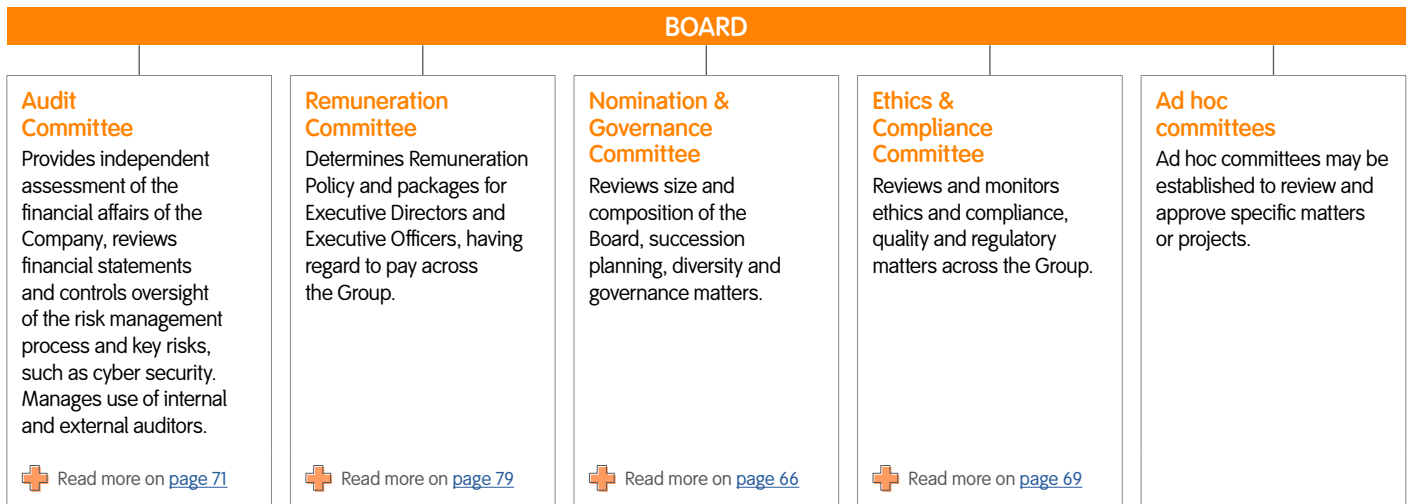 BOARD
Audit
Committee
Provides independent
assessment of the
financial affairs of the
Company, reviews
financial statements
and controls oversight
of the risk management
process and key risks,
such as cyber security.
Manages use of internal
and external auditors.
Read more on page 71
Remuneration
Committee
Determines Remuneration
Policy and packages for
Executive Directors and
Executive Officers, having
regard to pay across
the Group.
Read more on page 79
Nomination &
Governance
Committee
Reviews size and
composition of the
Board, succession
planning, diversity and
governance matters.
Read more on page 66
Ethics &
Compliance
Committee
Reviews and monitors
ethics and compliance,
quality and regulatory
matters across the Group.
Read more on page 69
Ad hoc
committees
Ad hoc committees may be
established to review and
approve specific matters
or projects.